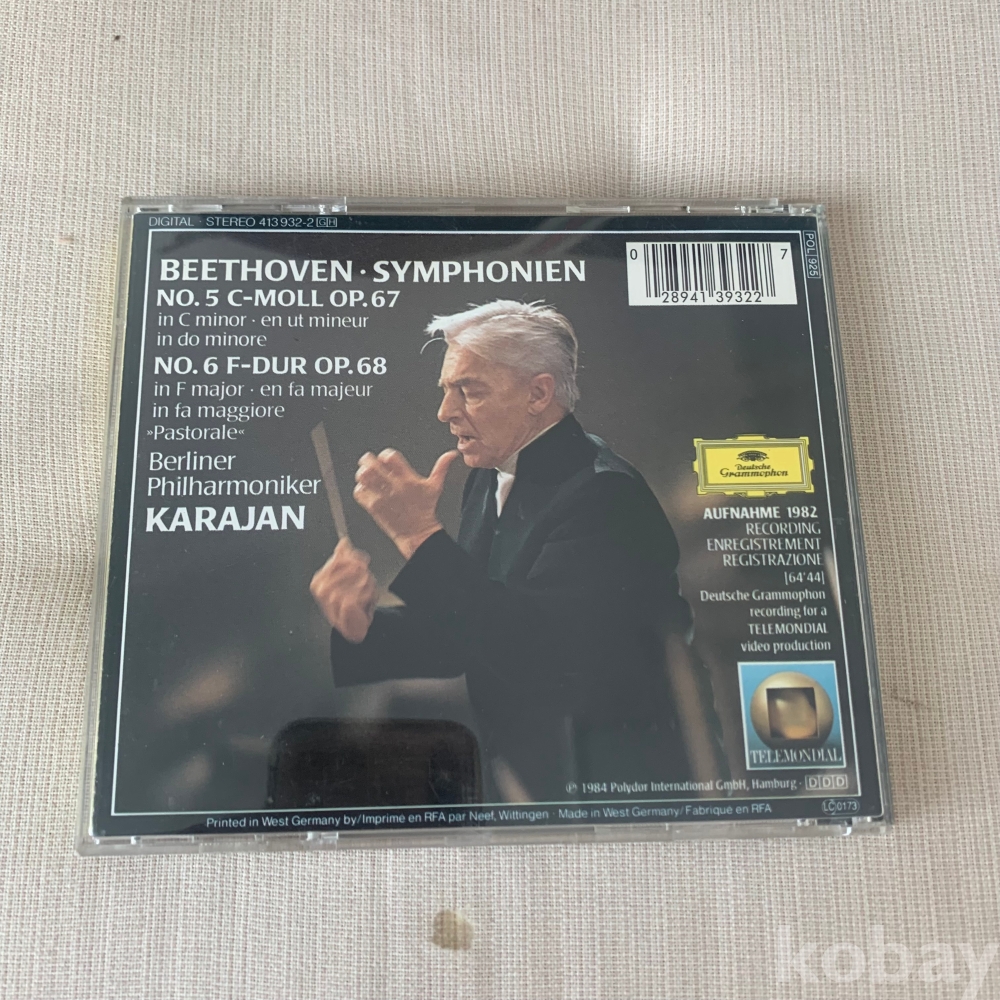 DIGITAL · STEREO 413 932-2 GH
POL 925
0 28941 39322 7
BEETHOVEN · SYMPHONIEN
NO. 5 C-MOLL OP. 67
in C minor · en ut mineur
in do minore
NO. 6 F-DUR OP. 68
in F major · en fa majeur
in fa maggiore
»Pastorale«
Berliner
Philharmoniker
KARAJAN
Deutsche
Grammophon
AUFNAHME 1982
RECORDING
ENREGISTREMENT
REGISTRAZIONE
[64'44]
Deutsche Grammophon
recording for a
TELEMONDIAL
video production
TELEMONDIAL
℗ 1984 Polydor International GmbH, Hamburg · DDD
Printed in West Germany by/Imprimé en RFA par Neef, Wittingen · Made in West Germany/Fabriqué en RFA
LC 0173
kobay